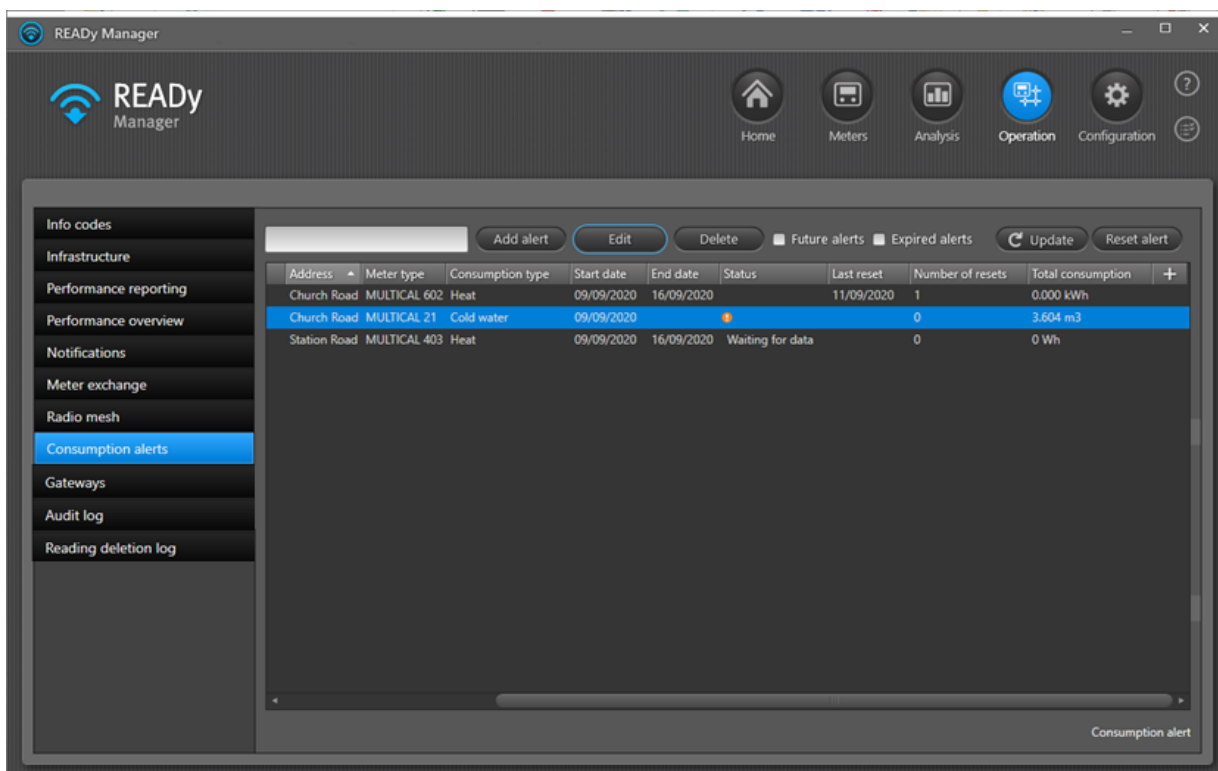 READy Manager
READy
Manager
Home Meters Analysis Operation Configuration
Info codes
Infrastructure
Performance reporting
Performance overview
Notifications
Meter exchange
Radio mesh
Consumption alerts
Gateways
Audit log
Reading deletion log
Add alert Edit Delete Future alerts Expired alerts Update Reset alert
Address Meter type Consumption type Start date End date Status Last reset Number of resets Total consumption +
Church Road MULTICAL 602 Heat 09/09/2020 16/09/2020 11/09/2020 1 0.000 kWh
Church Road MULTICAL 21 Cold water 09/09/2020 0 3.604 m3
Station Road MULTICAL 403 Heat 09/09/2020 16/09/2020 Waiting for data 0 0 Wh
Consumption alert